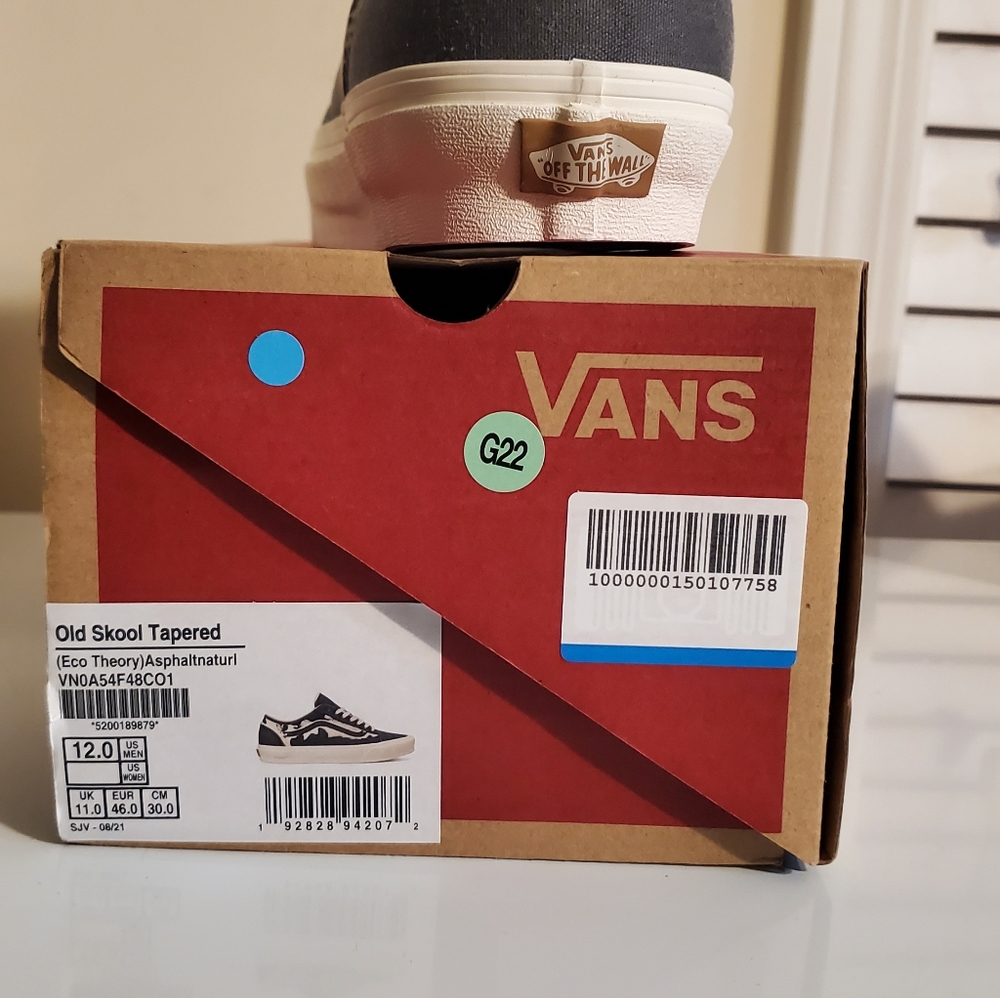 VANS
"OFF THE WALL"
VANS
G22
1000000150107758
Old Skool Tapered
(Eco Theory)Asphaltnaturl
VN0A54F48CO1
*5200189879*
12.0 US MEN
US WOMEN
UK EUR CM
11.0 46.0 30.0
SJV - 08/21
1 92828 94207 2